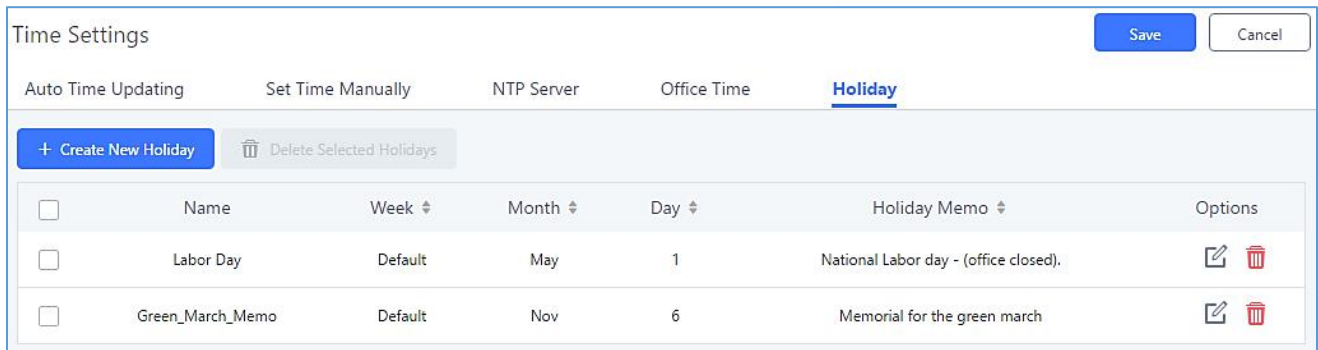 Time Settings Save Cancel
Auto Time Updating Set Time Manually NTP Server Office Time Holiday
+ Create New Holiday Delete Selected Holidays
Name Week Month Day Holiday Memo Options
Labor Day Default May 1 National Labor day - (office closed).
Green_March_Memo Default Nov 6 Memorial for the green march